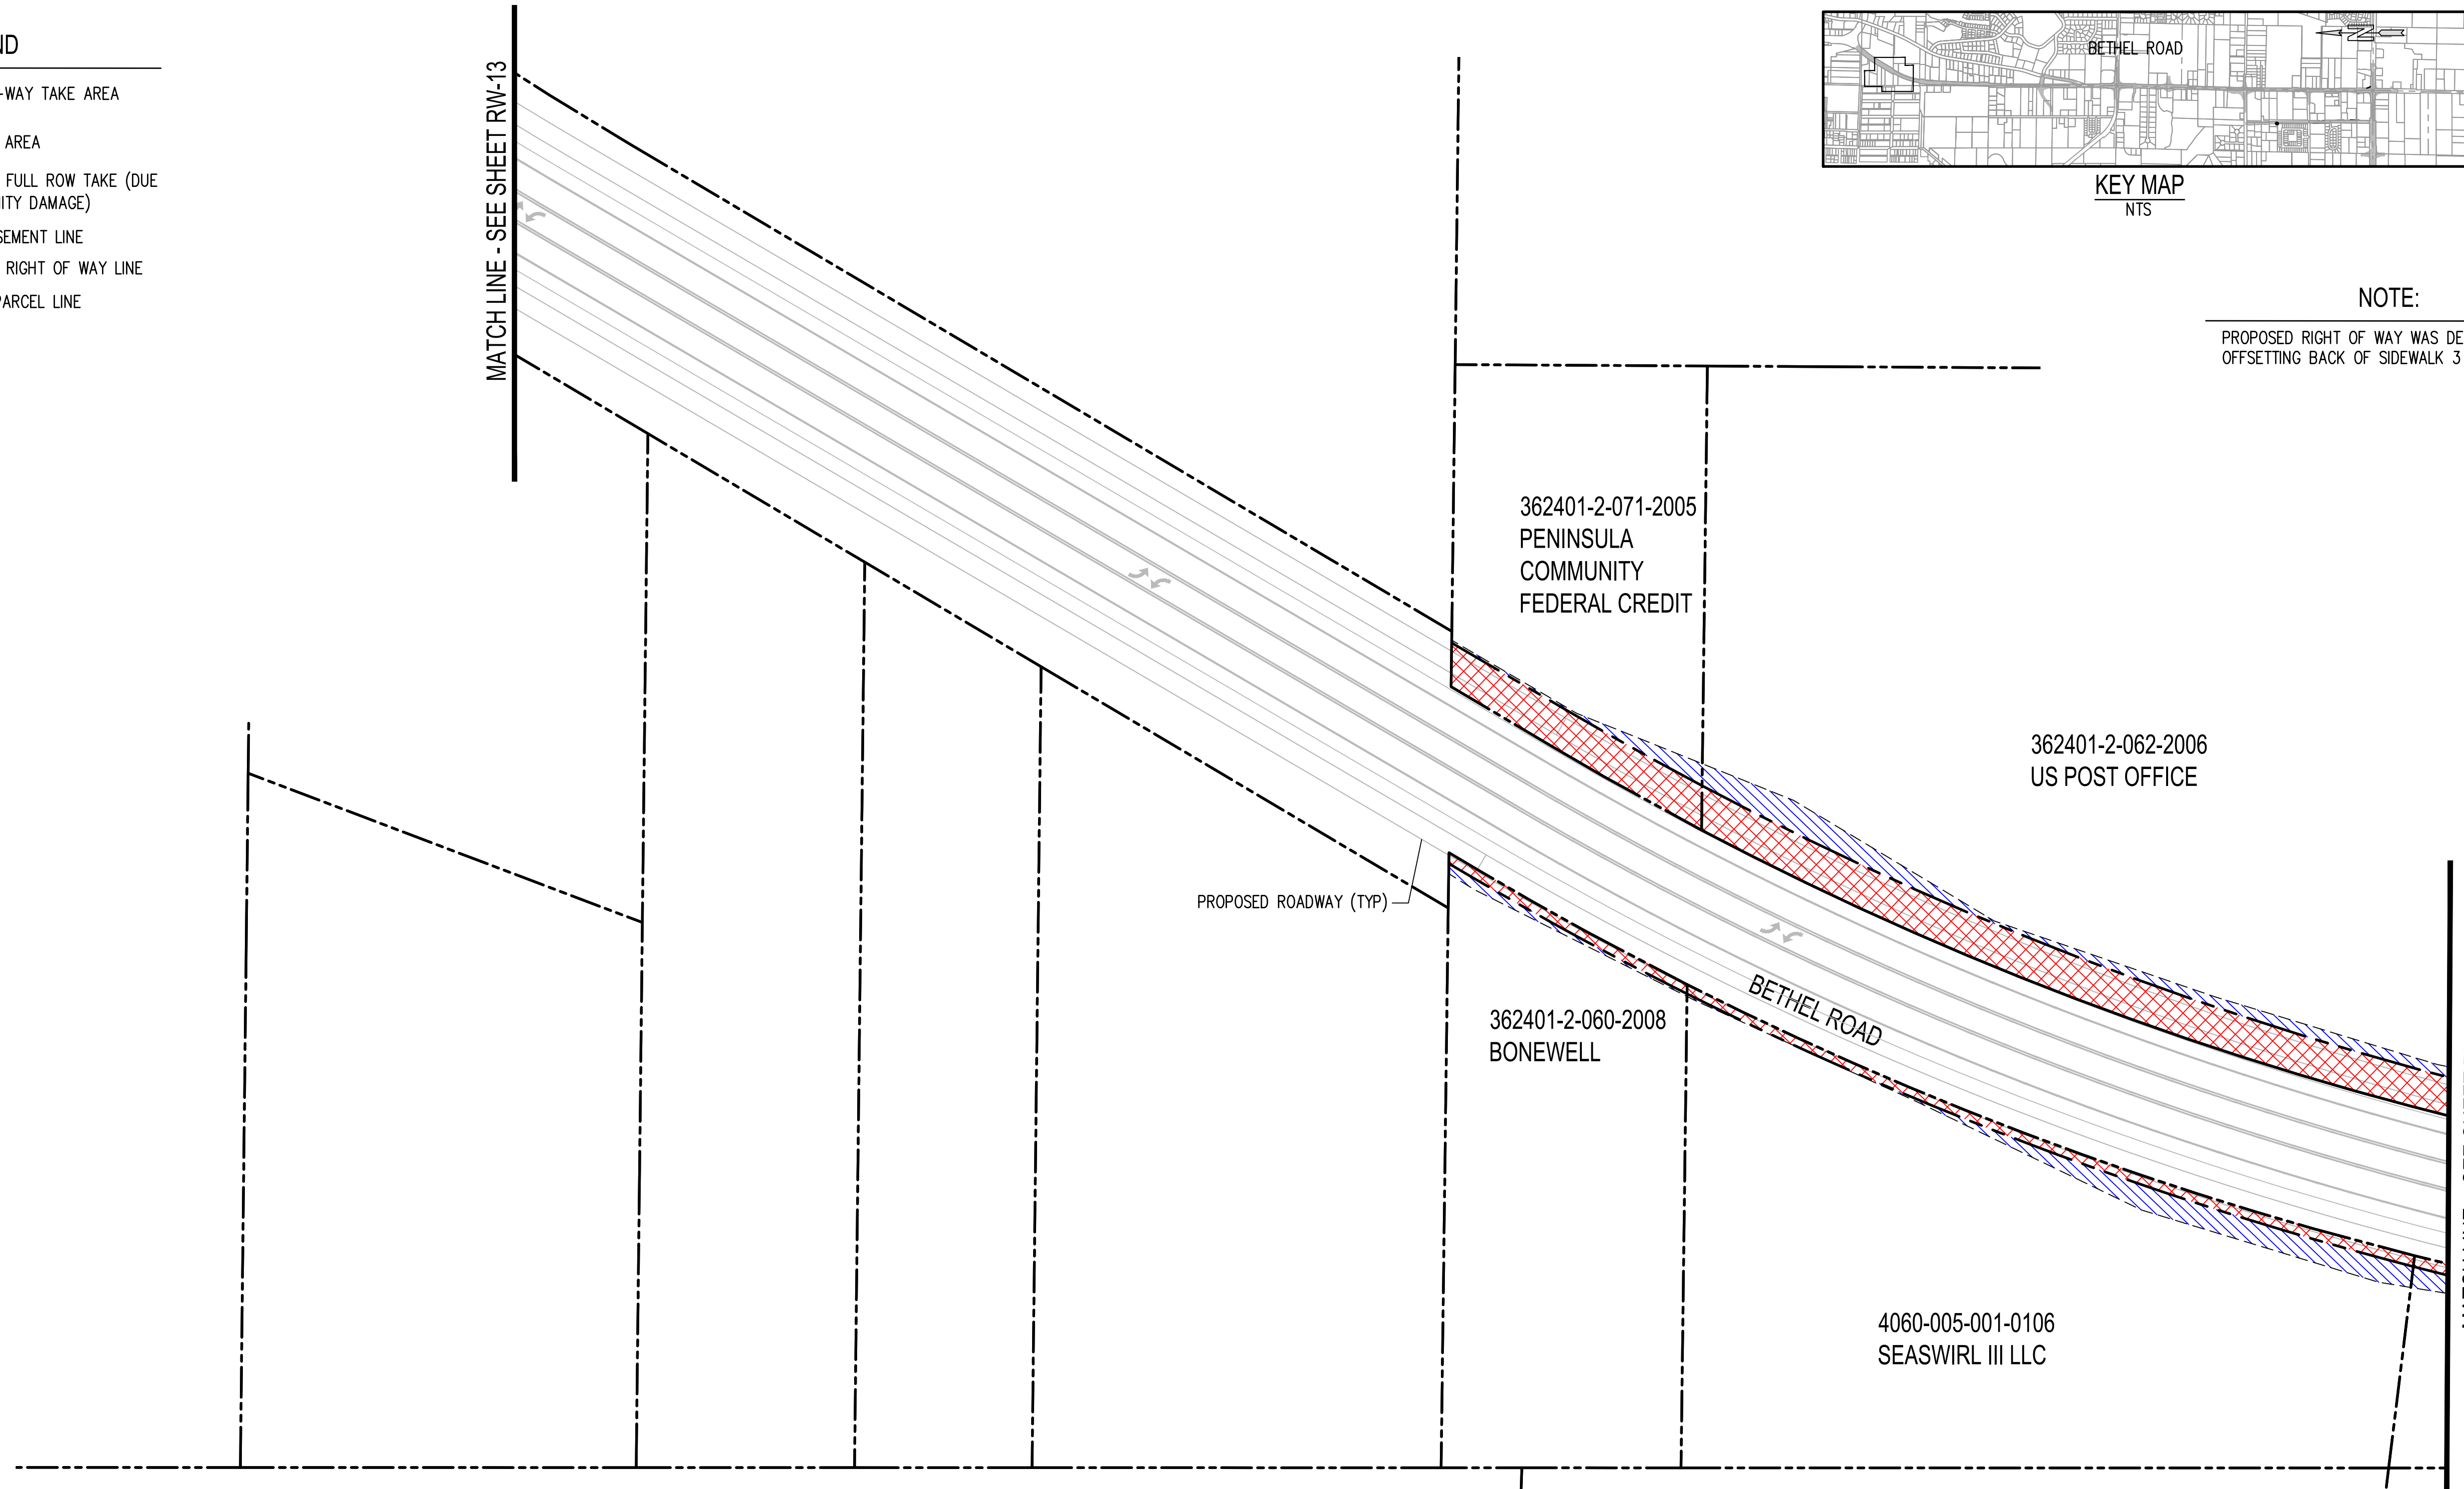 ND
-WAY TAKE AREA
AREA
FULL ROW TAKE (DUE
ITY DAMAGE)
SEMENT LINE
RIGHT OF WAY LINE
PARCEL LINE
MATCH LINE - SEE SHEET RW-13
BETHEL ROAD
N
KEY MAP
NTS
NOTE:
PROPOSED RIGHT OF WAY WAS DE
OFFSETTING BACK OF SIDEWALK 3
362401-2-071-2005
PENINSULA
COMMUNITY
FEDERAL CREDIT
362401-2-062-2006
US POST OFFICE
PROPOSED ROADWAY (TYP)
BETHEL ROAD
362401-2-060-2008
BONEWELL
4060-005-001-0106
SEASWIRL III LLC